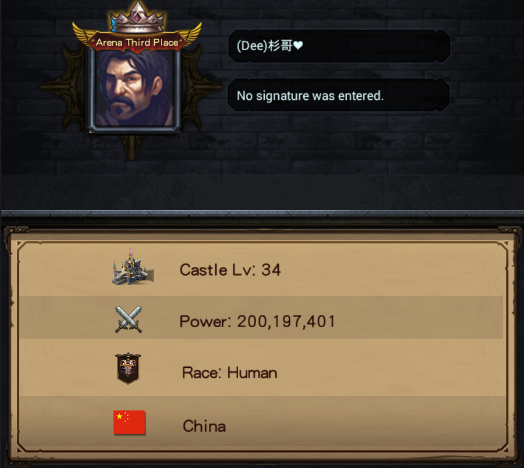 Arena Third Place
(Dee)杉哥❤
No signature was entered.
Castle Lv: 34
Power: 200,197,401
Race: Human
China